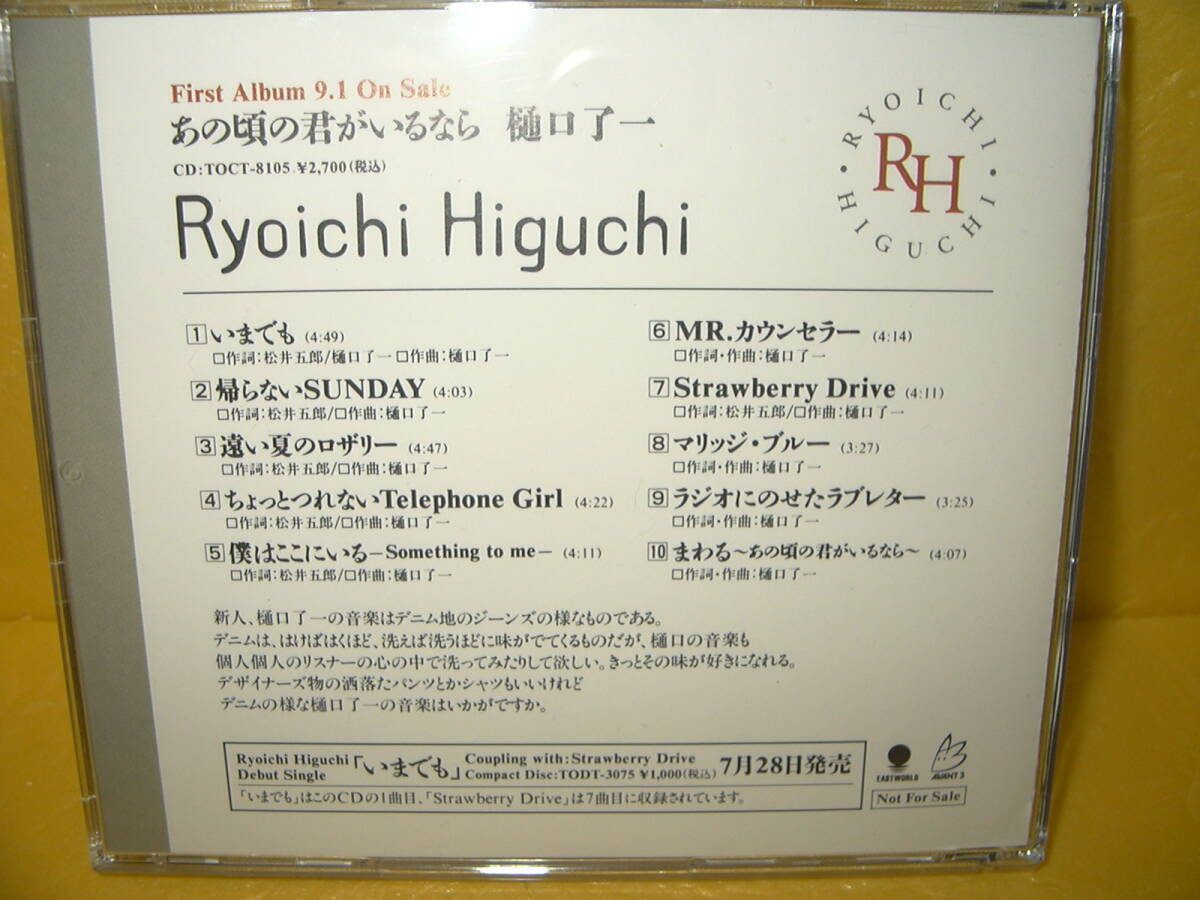 First Album 9.1 On Sale
あの頃の君がいるなら 樋口了一
CD:TOCT-8105 ¥2,700(税込)
Ryoichi Higuchi
RYOICHI HIGUCHI
RH
1 いまでも (4:49)
□作詞:松井五郎/樋口了一 □作曲:樋口了一
2 帰らないSUNDAY (4:03)
□作詞:松井五郎/□作曲:樋口了一
3 遠い夏のロザリー (4:47)
□作詞:松井五郎/□作曲:樋口了一
4 ちょっとつれないTelephone Girl (4:22)
□作詞:松井五郎/□作曲:樋口了一
5 僕はここにいる−Something to me− (4:11)
□作詞:松井五郎/□作曲:樋口了一
6 MR.カウンセラー (4:14)
□作詞・作曲:樋口了一
7 Strawberry Drive (4:11)
□作詞:松井五郎/□作曲:樋口了一
8 マリッジ・ブルー (3:27)
□作詞・作曲:樋口了一
9 ラジオにのせたラブレター (3:25)
□作詞・作曲:樋口了一
10 まわる〜あの頃の君がいるなら〜 (4:07)
□作詞・作曲:樋口了一
新人、樋口了一の音楽はデニム地のジーンズの様なものである。
デニムは、はけばはくほど、洗えば洗うほどに味がでてくるものだが、樋口の音楽も
個人個人のリスナーの心の中で洗ってみたりして欲しい。きっとその味が好きになれる。
デザイナーズ物の洒落たパンツとかシャツもいいけれど
デニムの様な樋口了一の音楽はいかがですか。
Ryoichi Higuchi
Debut Single
「いまでも」
Coupling with:Strawberry Drive
Compact Disc:TODT-3075 ¥1,000(税込)
7月28日発売
「いまでも」はこのCDの1曲目、「Strawberry Drive」は7曲目に収録されています。
EASTWORLD
AVANT 3
Not For Sale